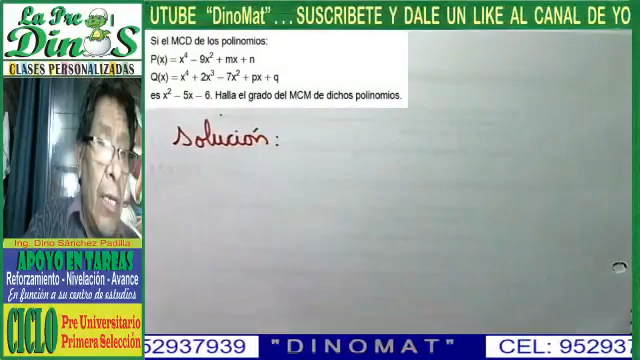 La Pre
DinoS
CLASES PERSONALIZADAS
UTUBE "DinoMat"... SUSCRIBETE Y DALE UN LIKE AL CANAL DE YO
Si el MCD de los polinomios:
P(x) = x⁴ – 9x² + mx + n
Q(x) = x⁴ + 2x³ – 7x² + px + q
es x² – 5x – 6. Halla el grado del MCM de dichos polinomios.
Solución:
Ing. Dino Sánchez Padilla
APOYO EN TAREAS
Reforzamiento - Nivelación - Avance
En función a su centro de estudios
CICLO Pre Universitario
Primera Selección
52937939 "DINOMAT" CEL: 952937